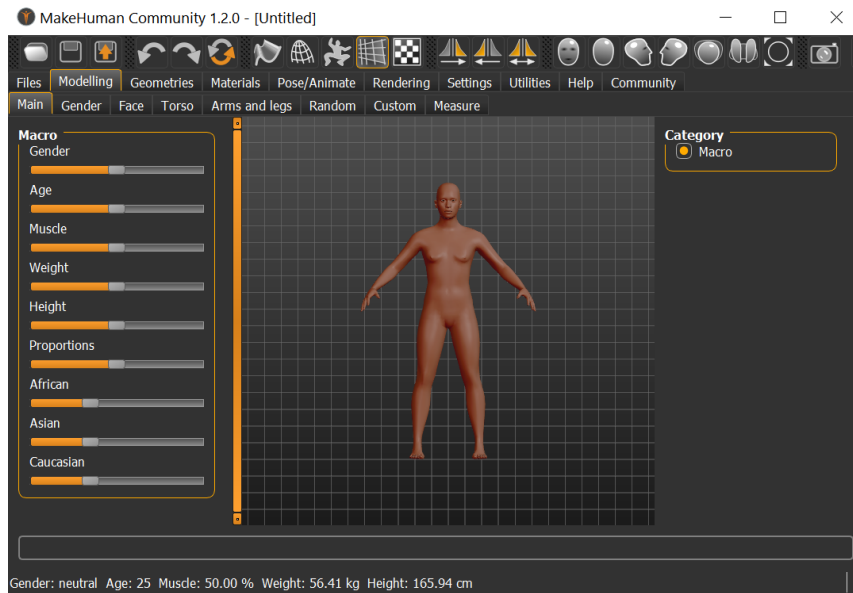 MakeHuman Community 1.2.0 - [Untitled]
Files Modelling Geometries Materials Pose/Animate Rendering Settings Utilities Help Community
Main Gender Face Torso Arms and legs Random Custom Measure
Macro
Gender
Age
Muscle
Weight
Height
Proportions
African
Asian
Caucasian
Category
Macro
Gender: neutral Age: 25 Muscle: 50.00 % Weight: 56.41 kg Height: 165.94 cm